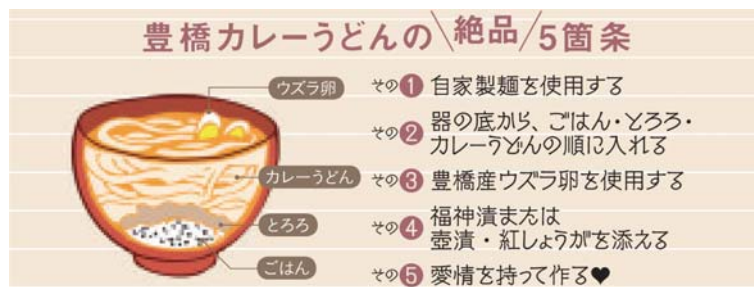 豊橋カレーうどんの\絶品/5箇条
ウズラ卵
カレーうどん
とろろ
ごはん
その1 自家製麺を使用する
その2 器の底から、ごはん・とろろ・
カレーうどんの順に入れる
その3 豊橋産ウズラ卵を使用する
その4 福神漬または
壺漬・紅しょうがを添える
その5 愛情を持って作る♥